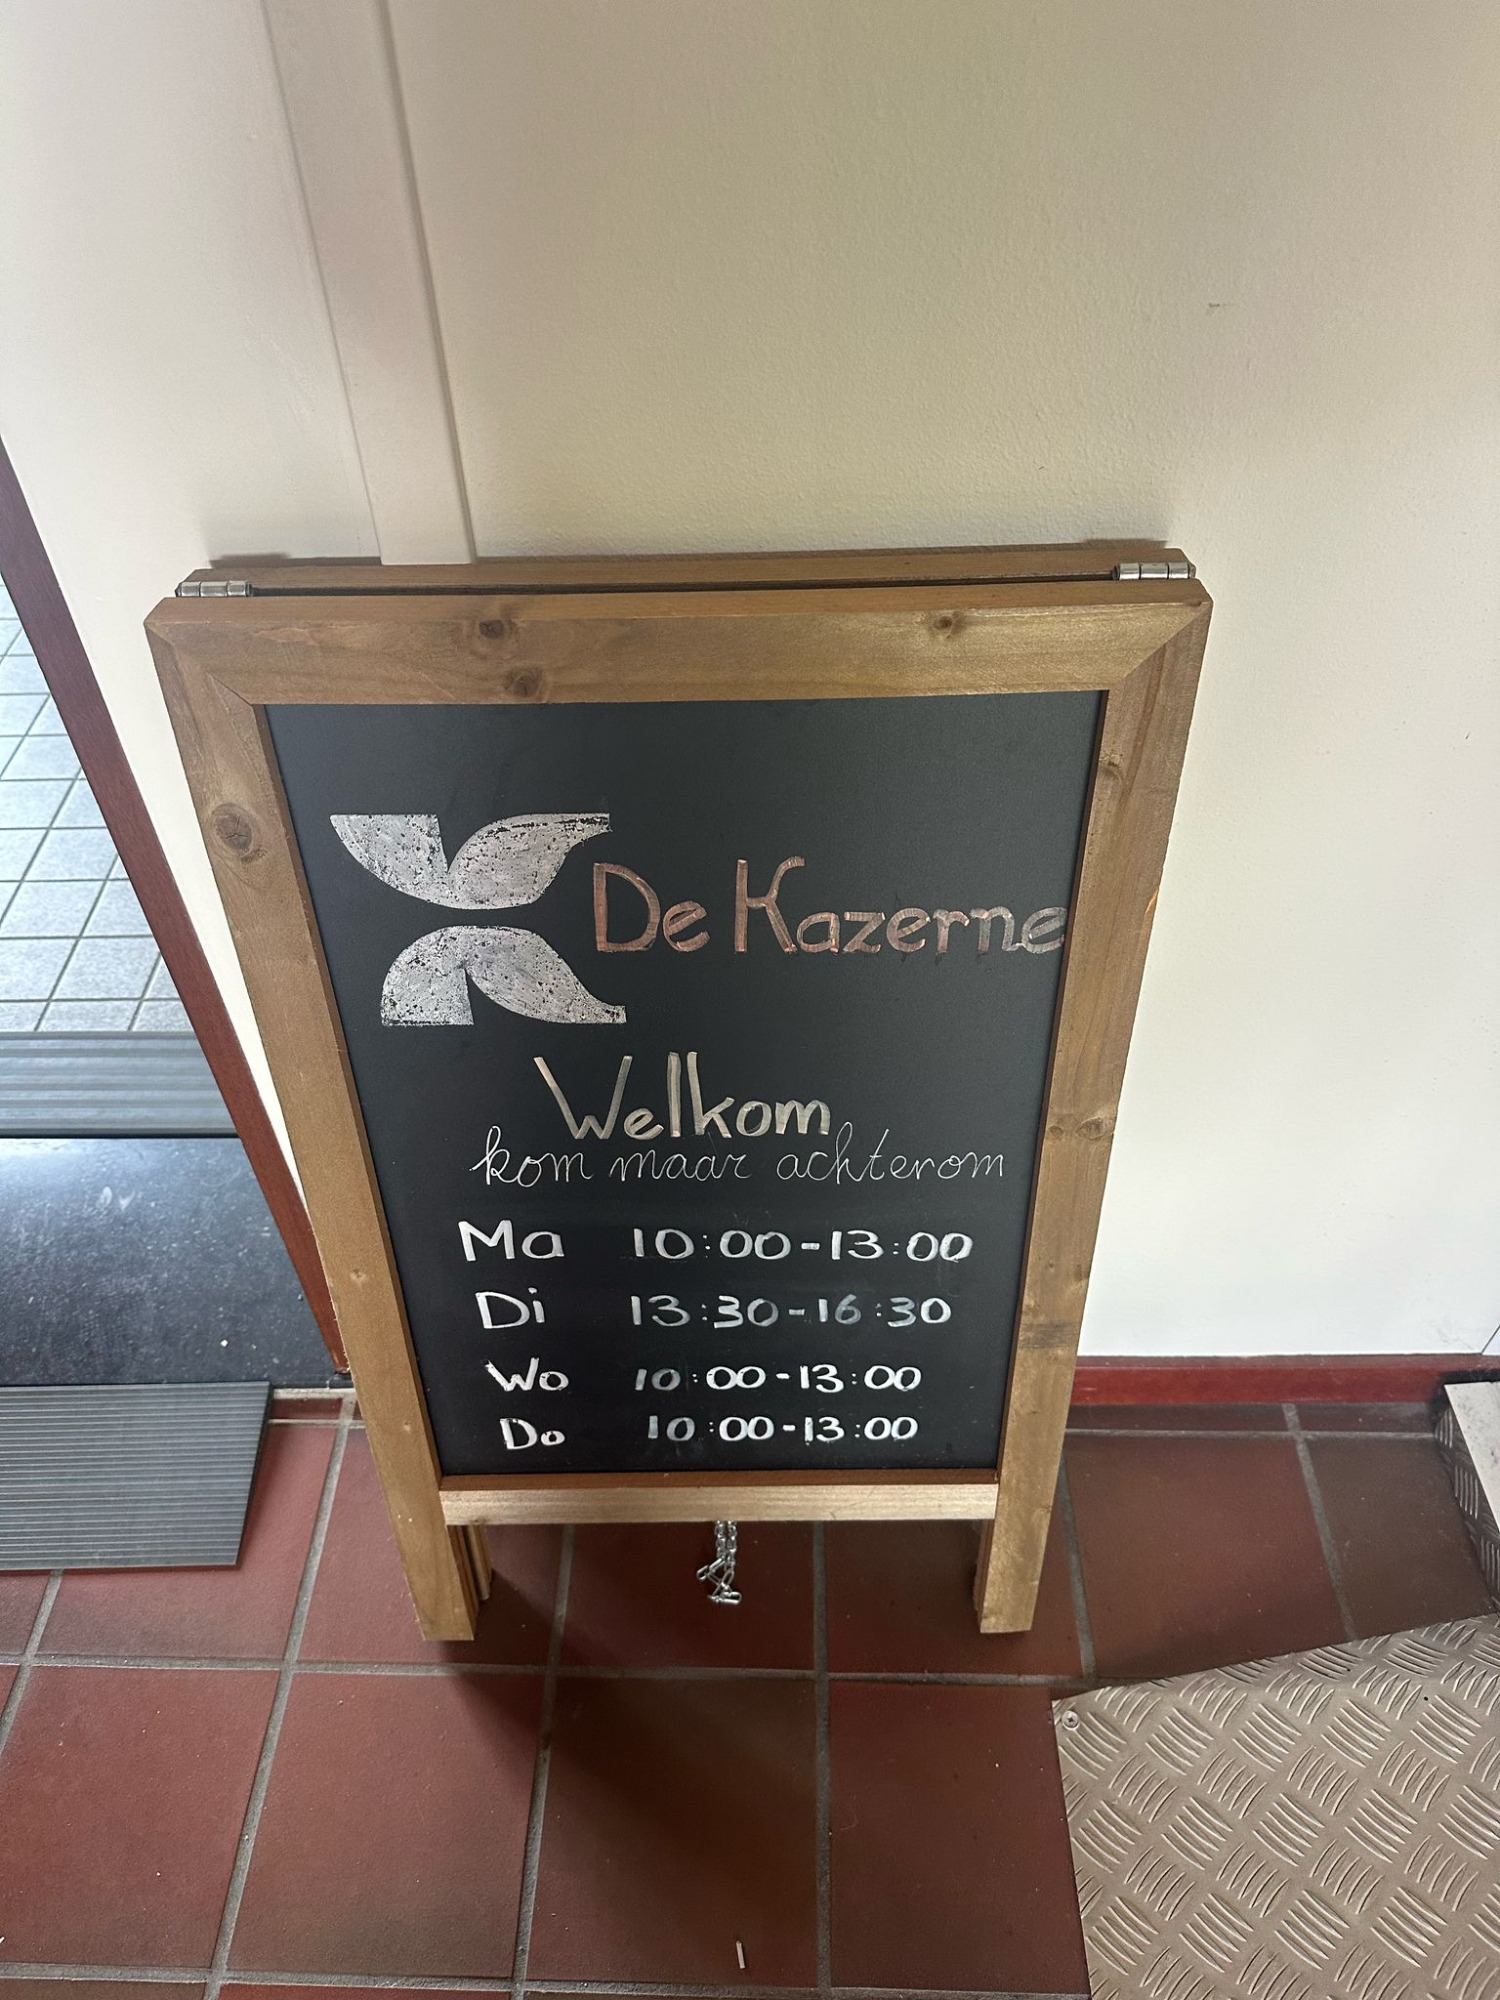 De Kazerne
Welkom
kom maar achterom
Ma 10:00-13:00
Di 13:30-16:30
Wo 10:00-13:00
Do 10:00-13:00